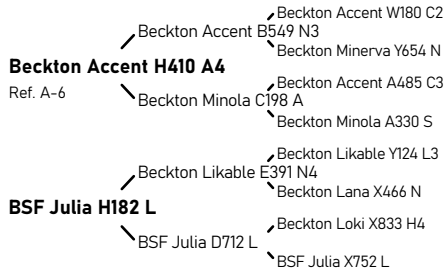 Beckton Accent W180 C2
Beckton Accent B549 N3
Beckton Minerva Y654 N
Beckton Accent H410 A4
Ref. A-6
Beckton Accent A485 C3
Beckton Minola C198 A
Beckton Minola A330 S
Beckton Likable Y124 L3
Beckton Likable E391 N4
Beckton Lana X466 N
BSF Julia H182 L
Beckton Loki X833 H4
BSF Julia D712 L
BSF Julia X752 L